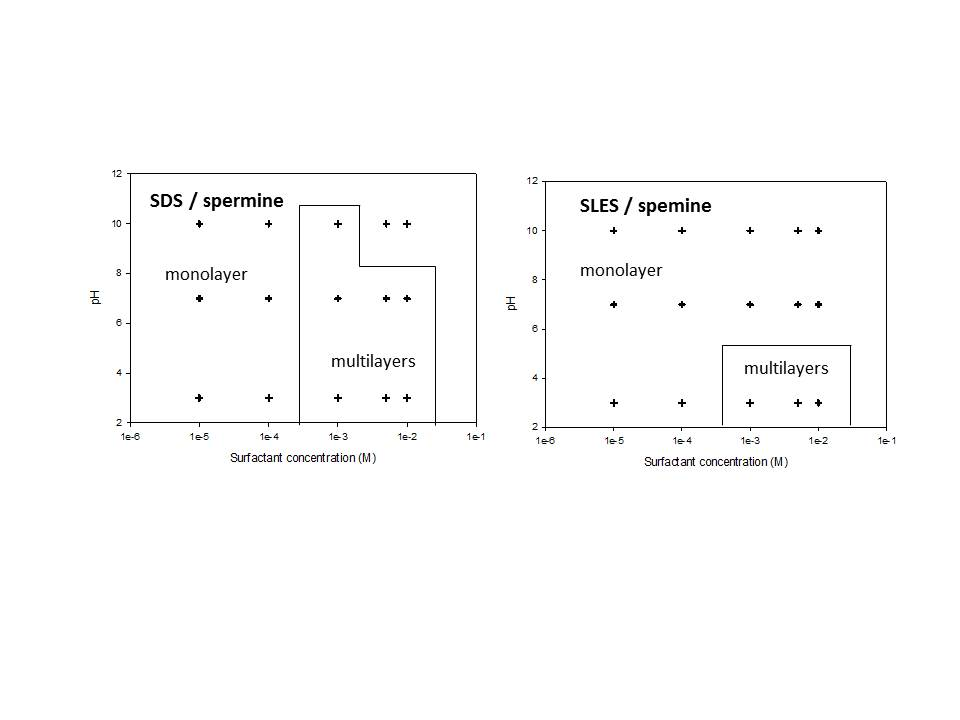 SDS / spermine
monolayer
multilayers
pH
12
10
8
6
4
2
1e-6
1e-5
1e-4
1e-3
1e-2
1e-1
Surfactant concentration (M)
SLES / spemine
monolayer
multilayers
pH
12
10
8
6
4
2
1e-6
1e-5
1e-4
1e-3
1e-2
1e-1
Surfactant concentration (M)